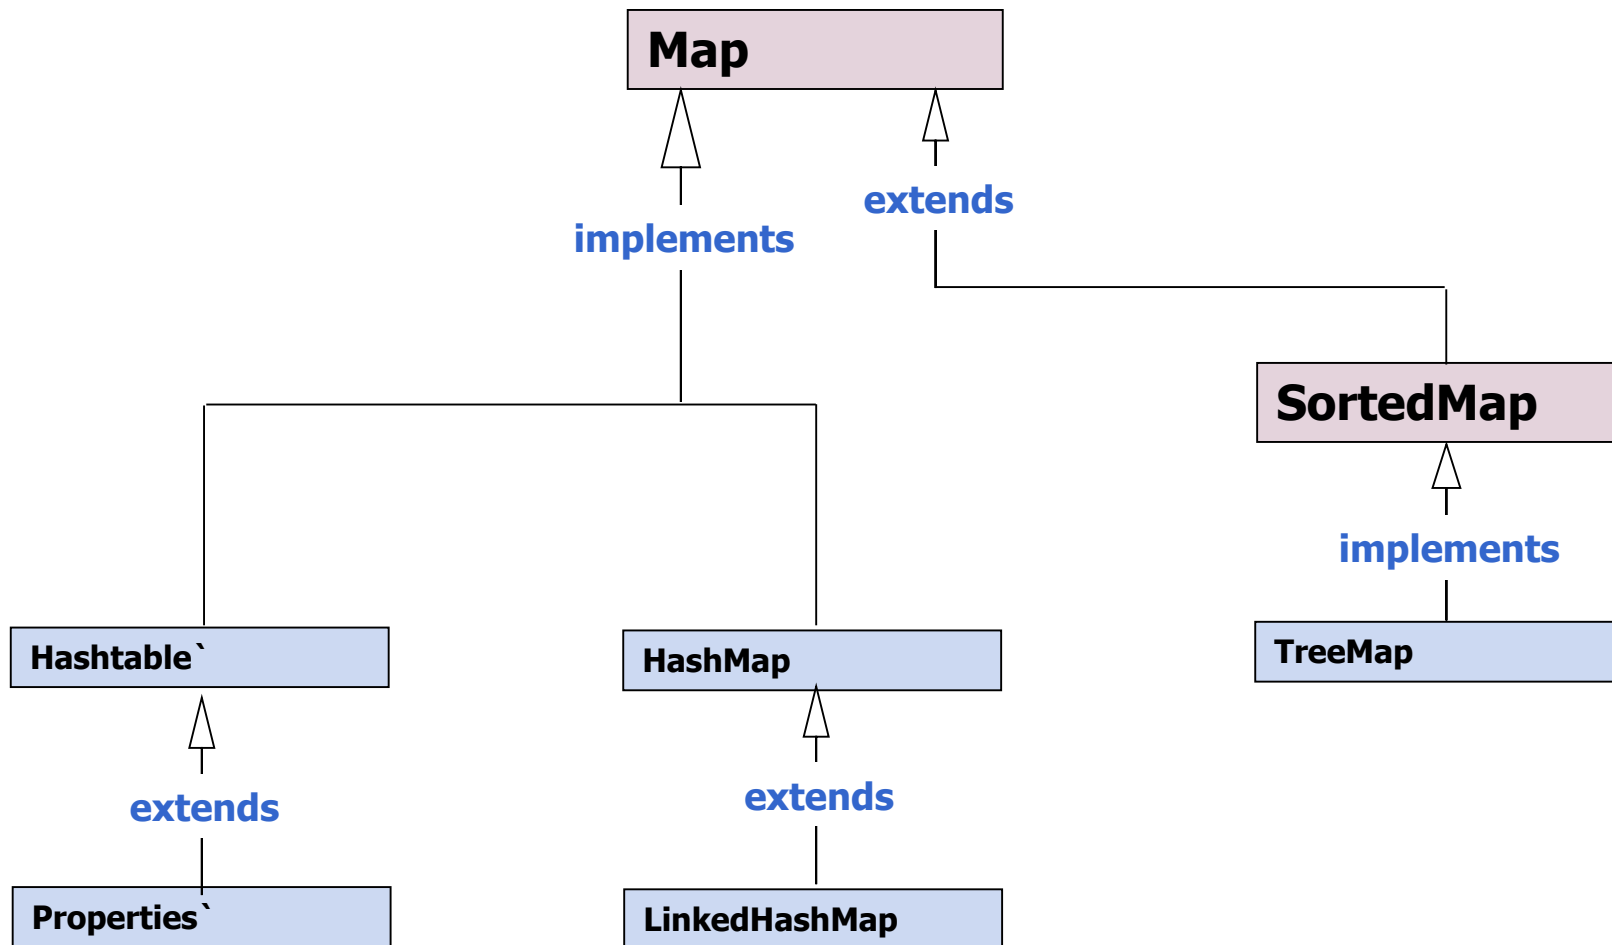 Map
extends
implements
SortedMap
implements
Hashtable`
HashMap
TreeMap
extends
extends
Properties`
LinkedHashMap